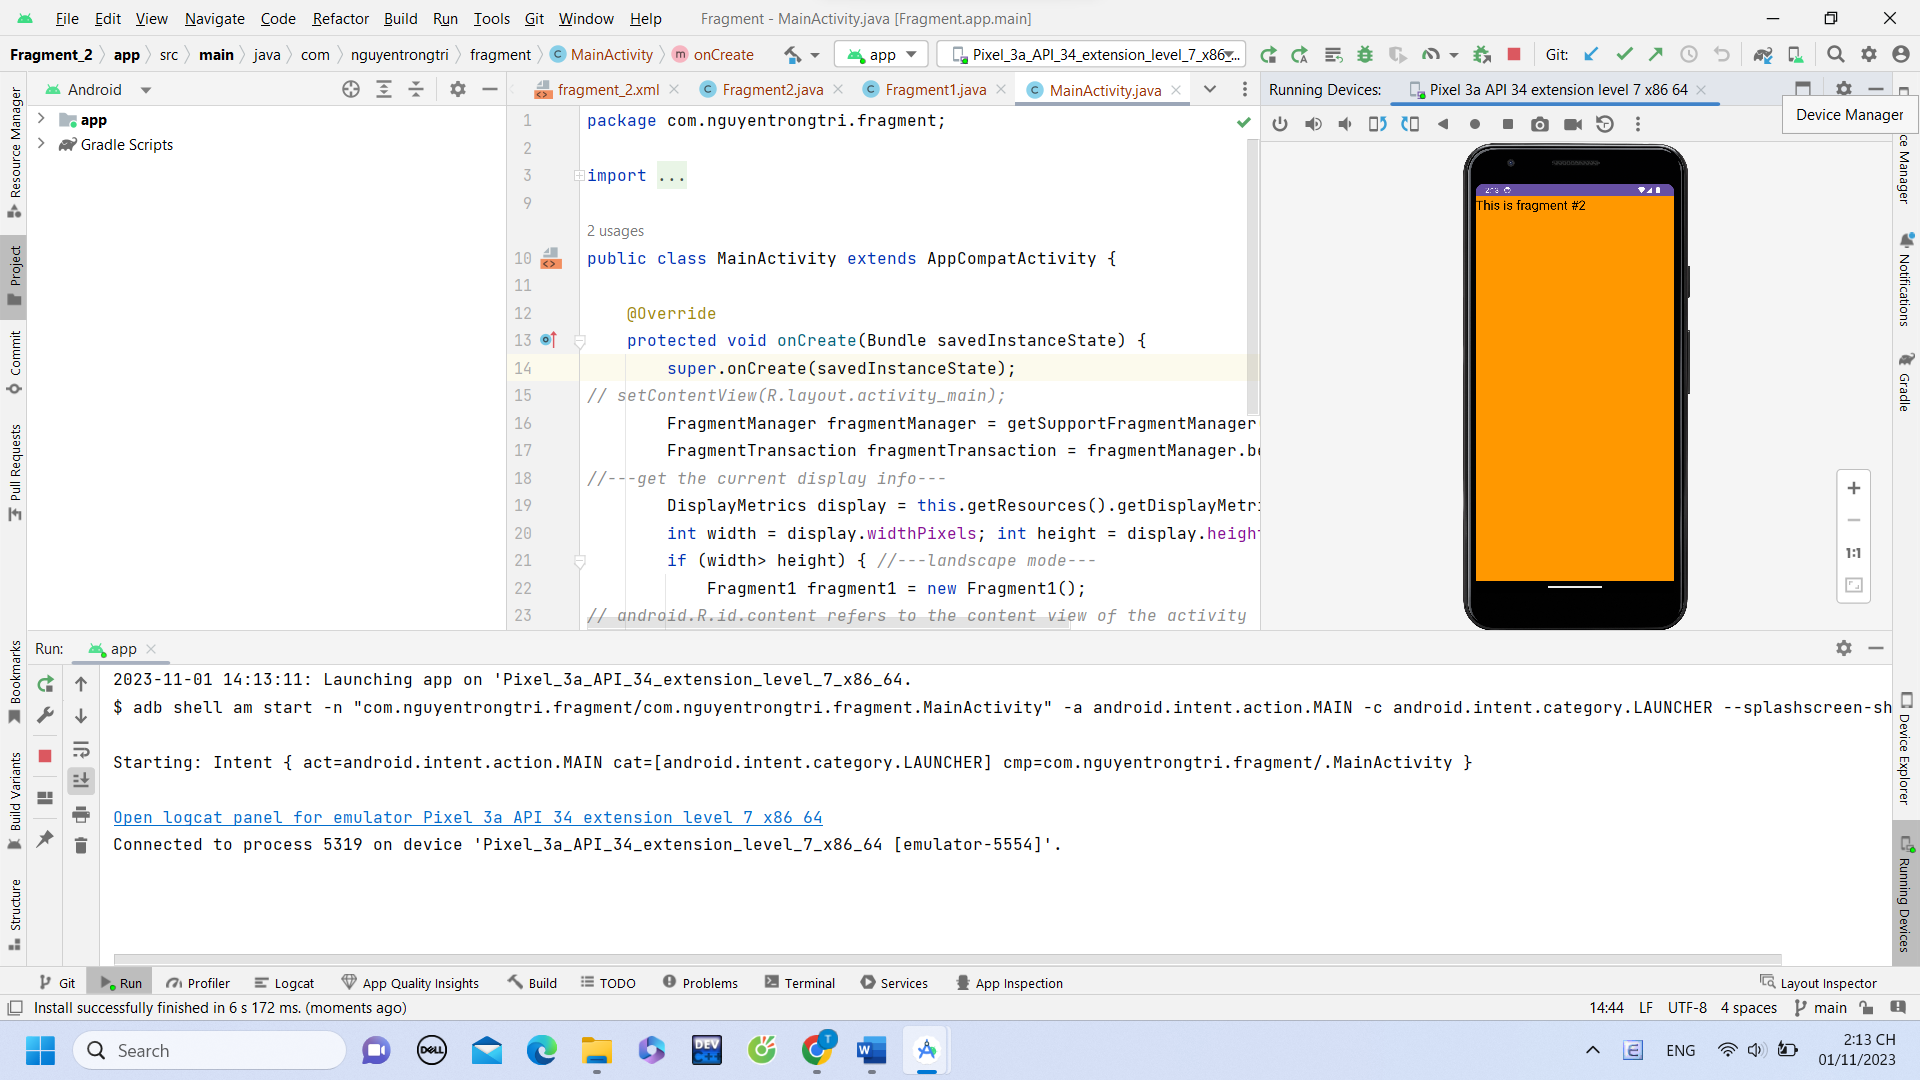 File Edit View Navigate Code Refactor Build Run Tools Git Window Help Fragment - MainActivity.java [Fragment.app.main]
Fragment_2 app src main java com nguyentrongtri fragment MainActivity onCreate app Pixel_3a_API_34_extension_level_7_x86... Git:
Android
fragment_2.xml Fragment2.java Fragment1.java MainActivity.java
Running Devices: Pixel 3a API 34 extension level 7 x86 64
Device Manager
app
Gradle Scripts
1 package com.nguyentrongtri.fragment;
2
3 import ...
9
2 usages
10 public class MainActivity extends AppCompatActivity {
11
12 @Override
13 protected void onCreate(Bundle savedInstanceState) {
14 super.onCreate(savedInstanceState);
15 // setContentView(R.layout.activity_main);
16 FragmentManager fragmentManager = getSupportFragmentManager
17 FragmentTransaction fragmentTransaction = fragmentManager.be
18 //---get the current display info---
19 DisplayMetrics display = this.getResources().getDisplayMetri
20 int width = display.widthPixels; int height = display.height
21 if (width> height) { //---landscape mode---
22 Fragment1 fragment1 = new Fragment1();
23 // android.R.id.content refers to the content view of the activity
2:13
This is fragment #2
1:1
Resource Manager
Project
Commit
Pull Requests
Bookmarks
Build Variants
Structure
ce Manager
Notifications
Gradle
Device Explorer
Running Devices
Run: app
2023-11-01 14:13:11: Launching app on 'Pixel_3a_API_34_extension_level_7_x86_64.
$ adb shell am start -n "com.nguyentrongtri.fragment/com.nguyentrongtri.fragment.MainActivity" -a android.intent.action.MAIN -c android.intent.category.LAUNCHER --splashscreen-sh
Starting: Intent { act=android.intent.action.MAIN cat=[android.intent.category.LAUNCHER] cmp=com.nguyentrongtri.fragment/.MainActivity }
Open logcat panel for emulator Pixel 3a API 34 extension level 7 x86 64
Connected to process 5319 on device 'Pixel_3a_API_34_extension_level_7_x86_64 [emulator-5554]'.
Git Run Profiler Logcat App Quality Insights Build TODO Problems Terminal Services App Inspection Layout Inspector
Install successfully finished in 6 s 172 ms. (moments ago) 14:44 LF UTF-8 4 spaces main
Search
DELL
DEV C++
T
W
E
ENG
2:13 CH
01/11/2023